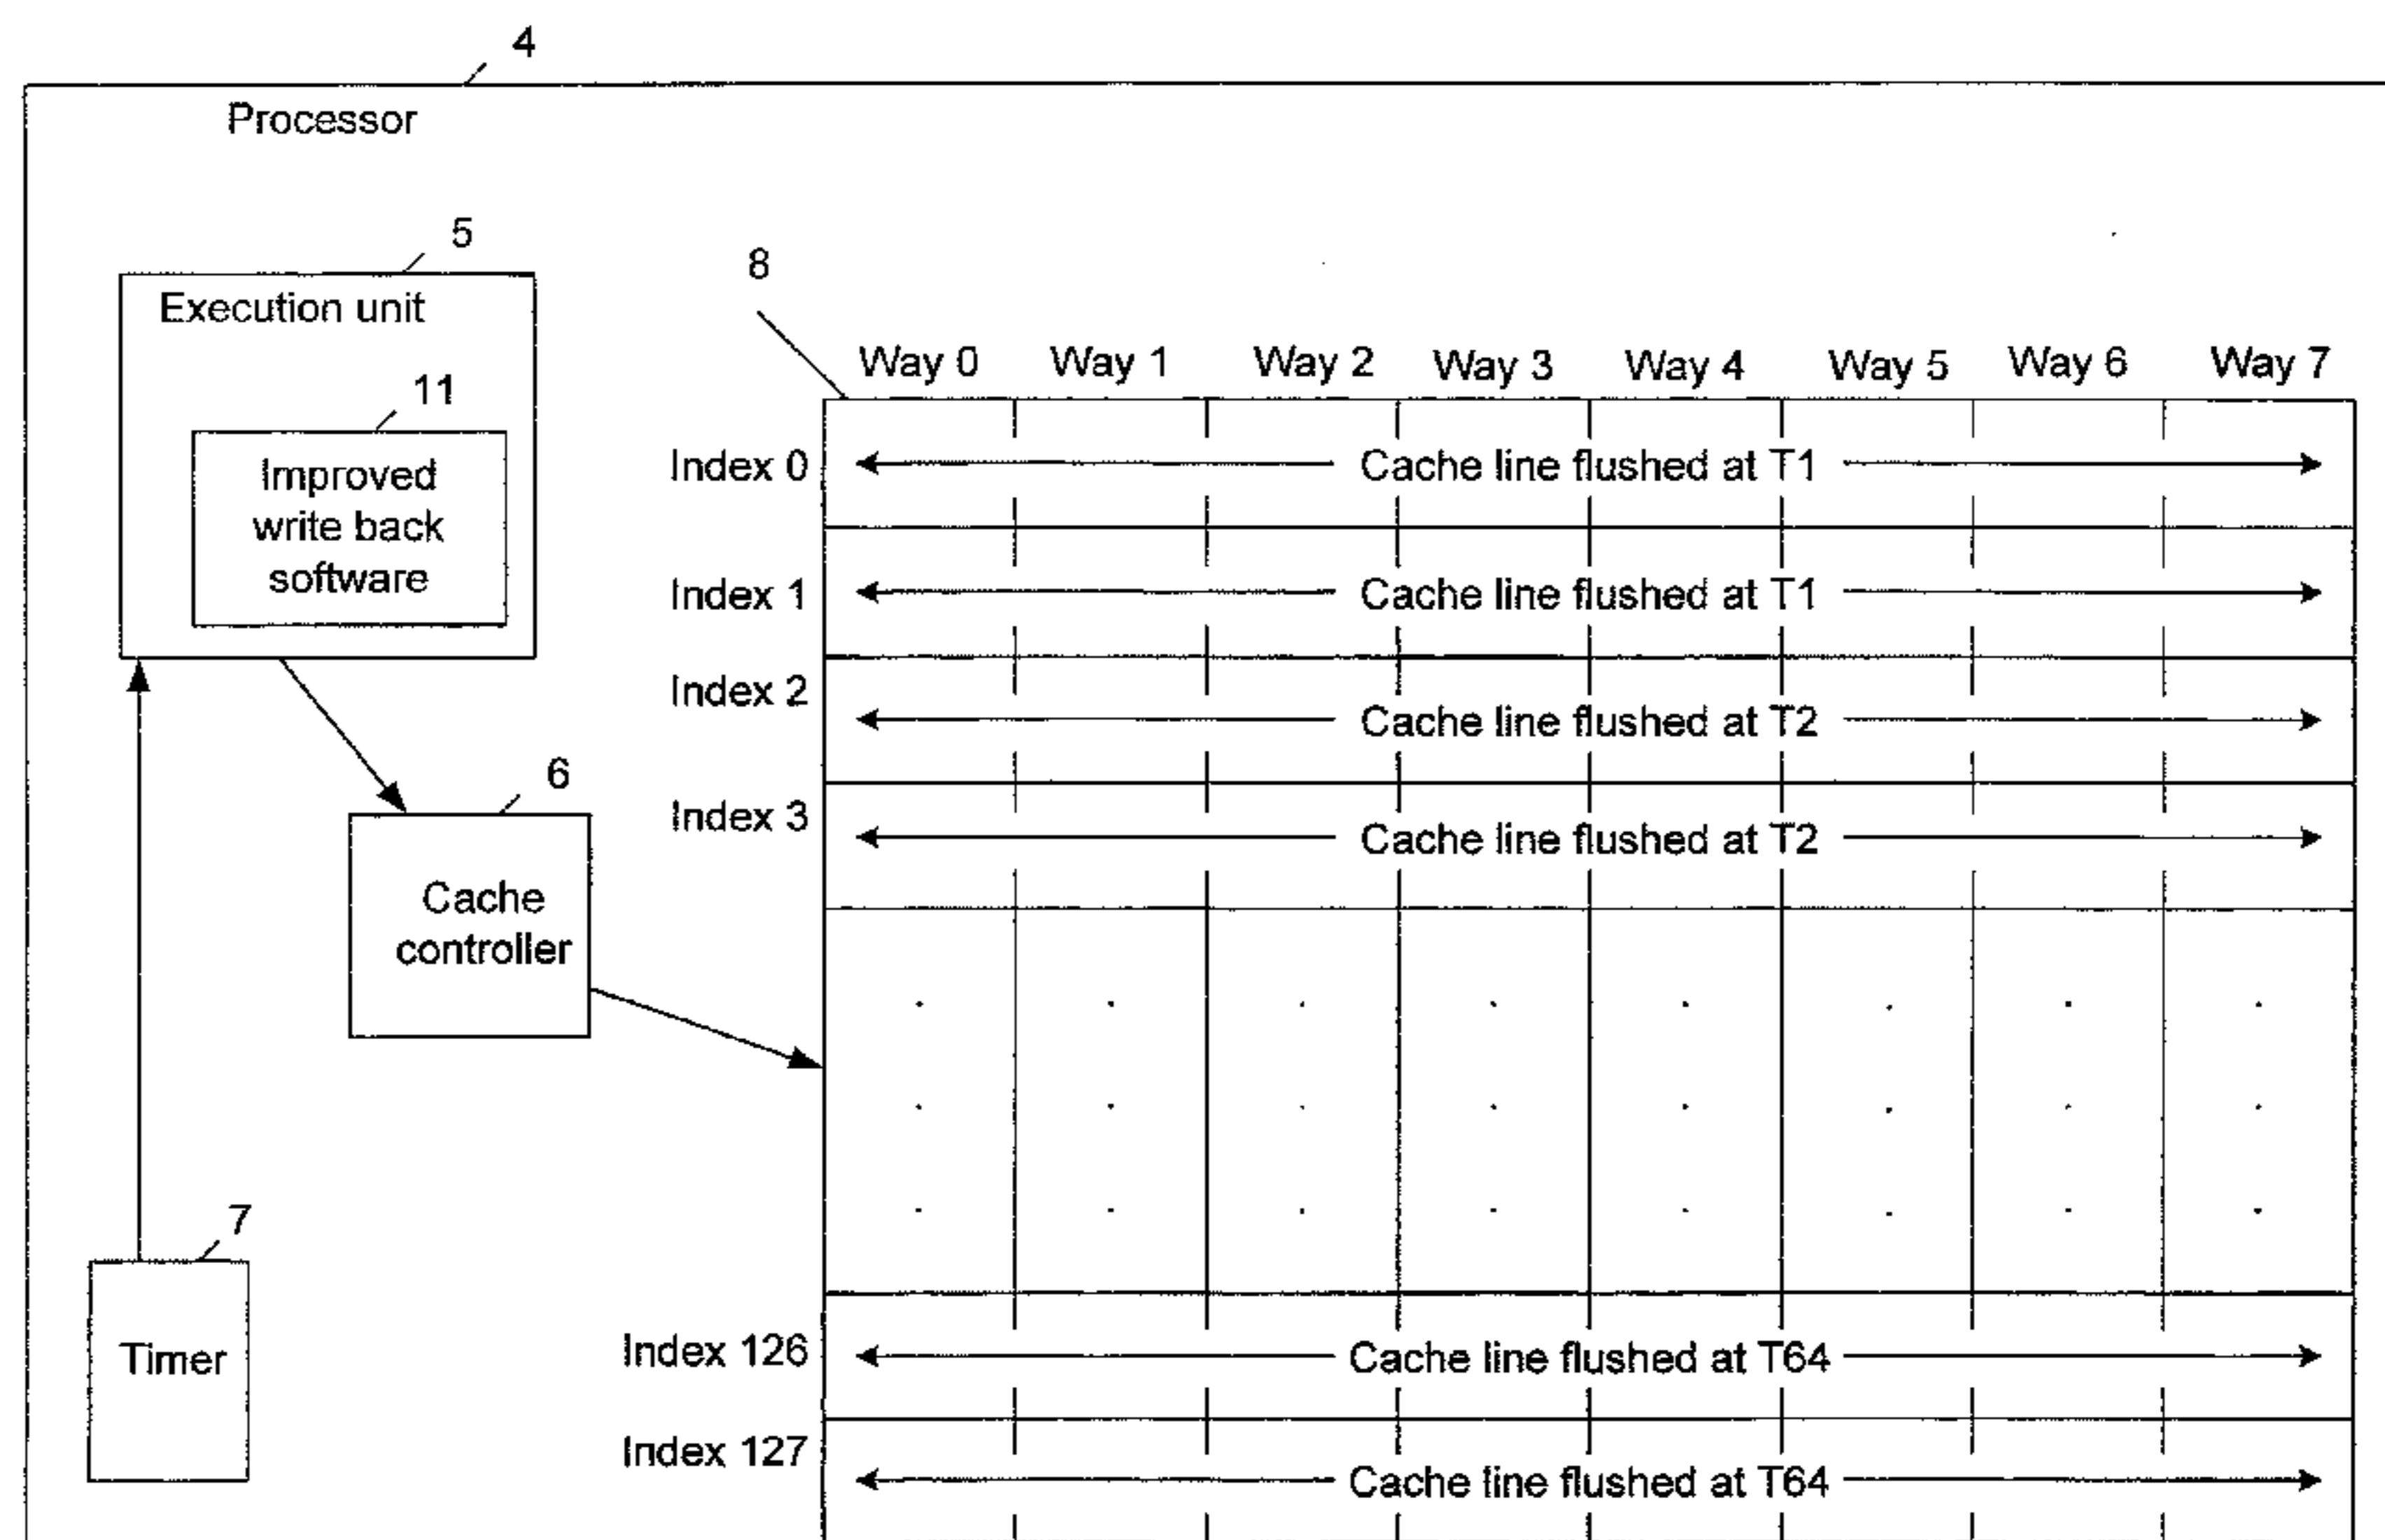 4
Processor
5
Execution unit
11
Improved
write back
software
8
Way 0 Way 1 Way 2 Way 3 Way 4 Way 5 Way 6 Way 7
Index 0 Cache line flushed at T1
Index 1 Cache line flushed at T1
Index 2 Cache line flushed at T2
Index 3 Cache line flushed at T2
6
Cache
controller
7
Timer
Index 126 Cache line flushed at T64
Index 127 Cache line flushed at T64